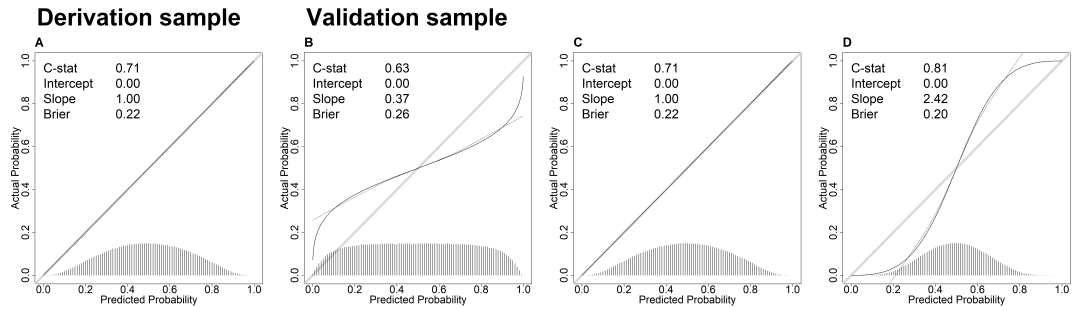 Derivation sample
Validation sample
A
C-stat 0.71
Intercept 0.00
Slope 1.00
Brier 0.22
Actual Probability
0.0 0.2 0.4 0.6 0.8 1.0
0.0 0.2 0.4 0.6 0.8 1.0
Predicted Probability
B
C-stat 0.63
Intercept 0.00
Slope 0.37
Brier 0.26
Actual Probability
0.0 0.2 0.4 0.6 0.8 1.0
0.0 0.2 0.4 0.6 0.8 1.0
Predicted Probability
C
C-stat 0.71
Intercept 0.00
Slope 1.00
Brier 0.22
Actual Probability
0.0 0.2 0.4 0.6 0.8 1.0
0.0 0.2 0.4 0.6 0.8 1.0
Predicted Probability
D
C-stat 0.81
Intercept 0.00
Slope 2.42
Brier 0.20
Actual Probability
0.0 0.2 0.4 0.6 0.8 1.0
0.0 0.2 0.4 0.6 0.8 1.0
Predicted Probability